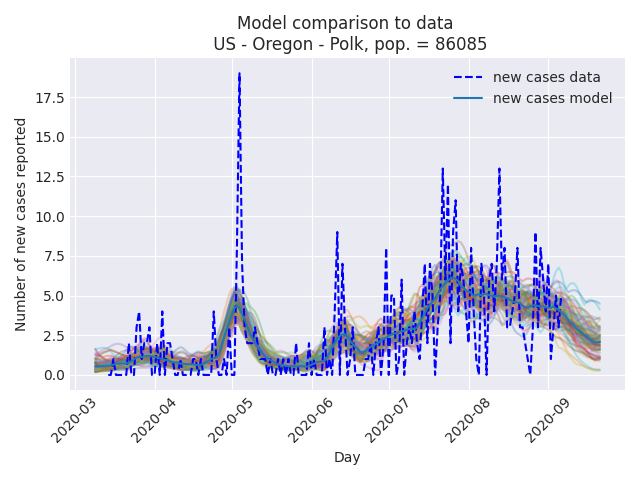 Model comparison to data
US - Oregon - Polk, pop. = 86085
new cases data
new cases model
Number of new cases reported
17.5
15.0
12.5
10.0
7.5
5.0
2.5
0.0
2020-03
2020-04
2020-05
2020-06
2020-07
2020-08
2020-09
Day